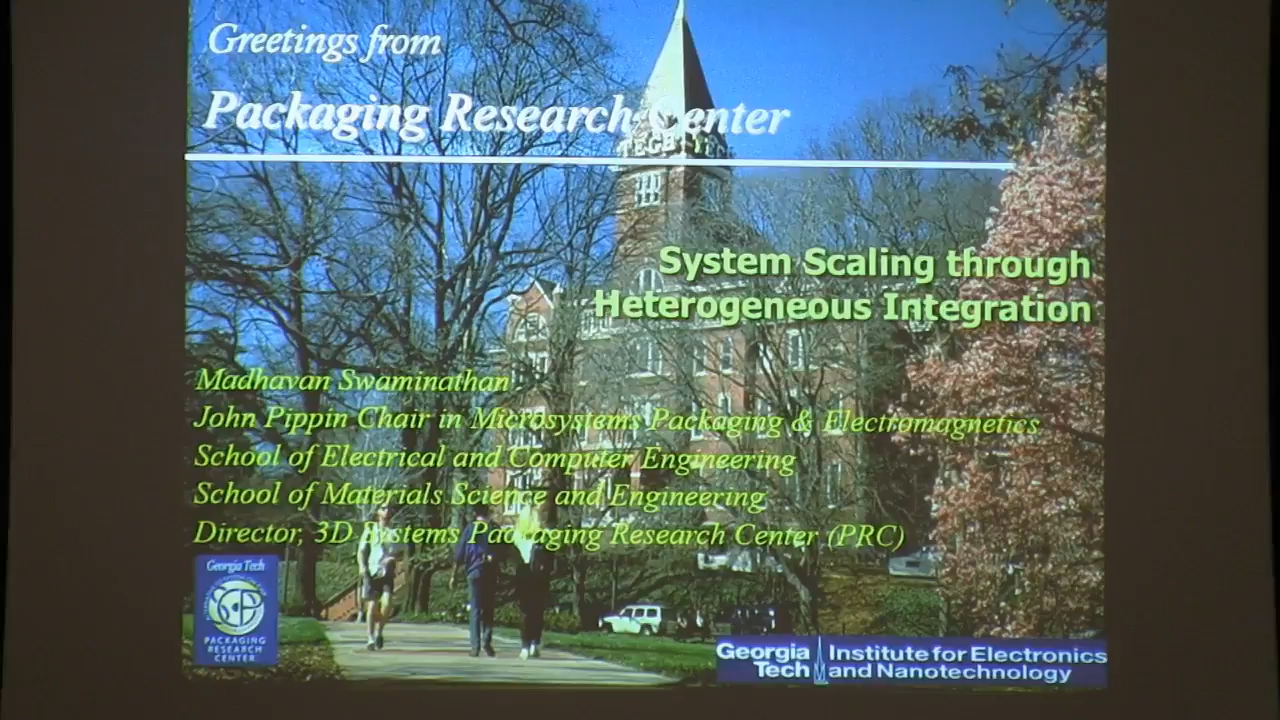 Greetings from
Packaging Research Center
TECH
System Scaling through
Heterogeneous Integration
Madhavan Swaminathan
John Pippin Chair in Microsystems Packaging & Electromagnetics
School of Electrical and Computer Engineering
School of Materials Science and Engineering
Director, 3D Systems Packaging Research Center (PRC)
Georgia Tech
PACKAGING
RESEARCH
CENTER
Georgia Tech
Institute for Electronics
and Nanotechnology